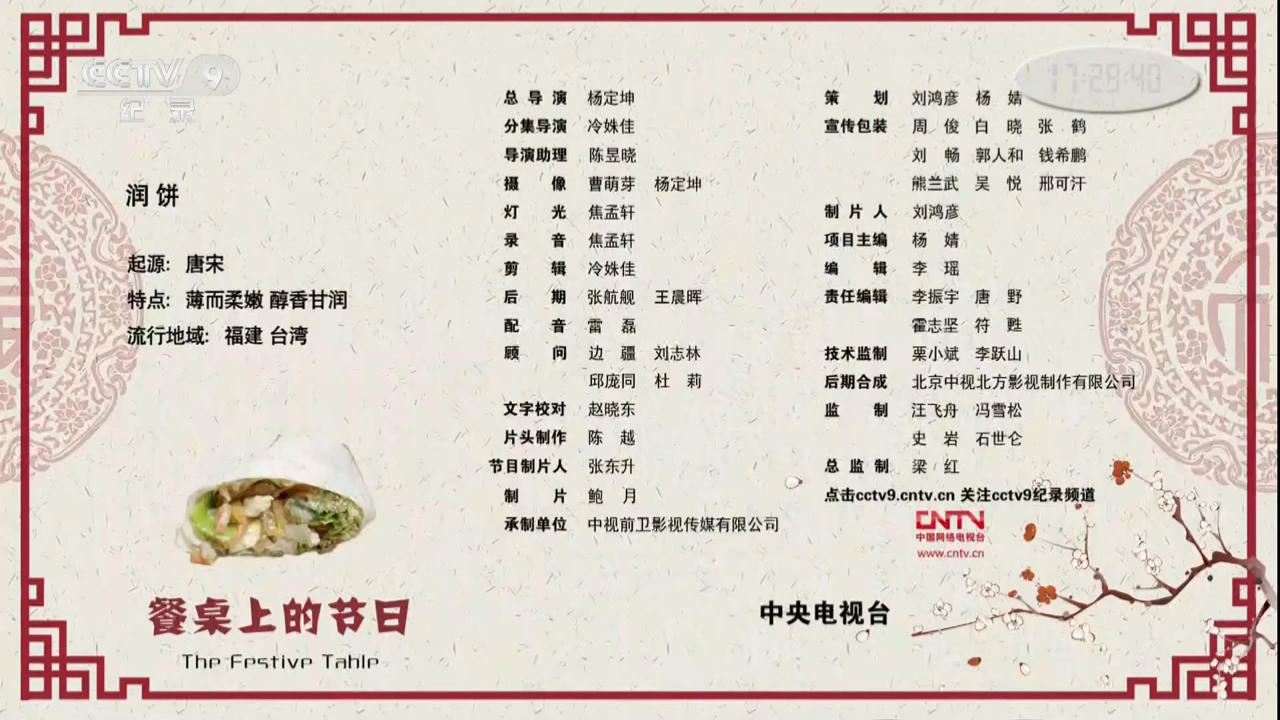 CCTV 9
纪录
17:29:40
润饼
起源: 唐宋
特点: 薄而柔嫩 醇香甘润
流行地域: 福建 台湾
餐桌上的节日
The Festive Table
总导演 杨定坤
分集导演 冷姝佳
导演助理 陈昱晓
摄像 曹萌芽 杨定坤
灯光 焦孟轩
录音 焦孟轩
剪辑 冷姝佳
后期 张航舰 王晨晖
配音 雷磊
顾问 边疆 刘志林
邱庞同 杜莉
文字校对 赵晓东
片头制作 陈越
节目制片人 张东升
制片 鲍月
承制单位 中视前卫影视传媒有限公司
策划 刘鸿彦 杨婧
宣传包装 周俊 白晓 张鹤
刘畅 郭人和 钱希鹏
熊兰武 吴悦 邢可汗
制片人 刘鸿彦
项目主编 杨婧
编辑 李瑶
责任编辑 李振宇 唐野
霍志坚 符甦
技术监制 栗小斌 李跃山
后期合成 北京中视北方影视制作有限公司
监制 汪飞舟 冯雪松
史岩 石世仑
总监制 梁红
点击cctv9.cntv.cn 关注cctv9纪录频道
CNTV
中国网络电视台
www.cntv.cn
中央电视台